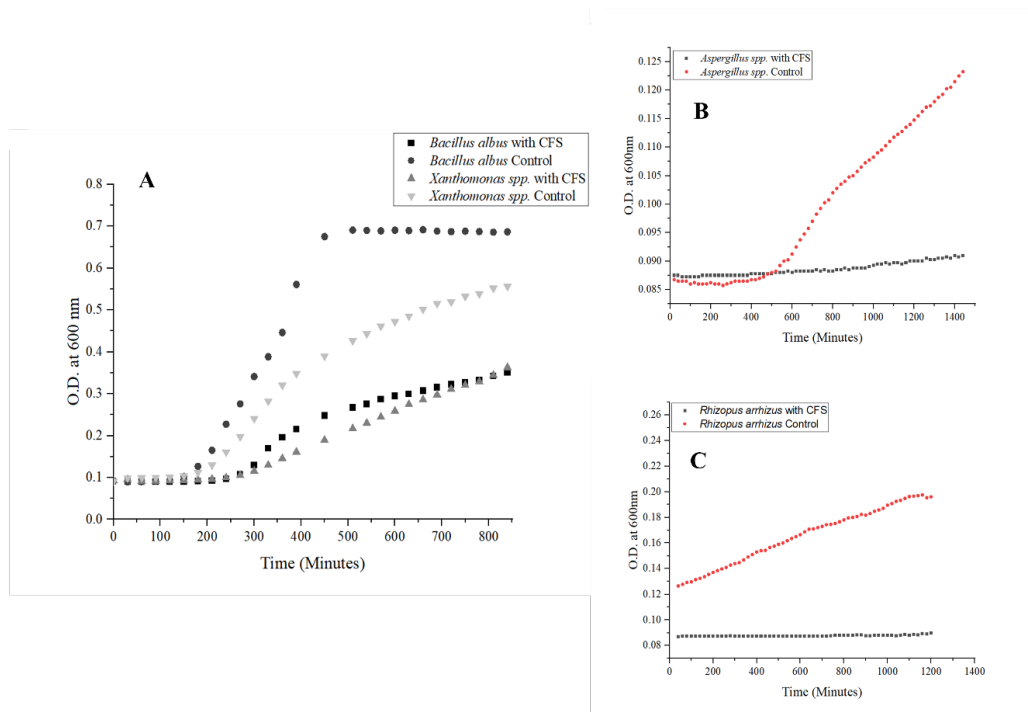 A
Bacillus albus with CFS
Bacillus albus Control
Xanthomonas spp. with CFS
Xanthomonas spp. Control
0.8
0.7
0.6
0.5
0.4
0.3
0.2
0.1
0.0
O.D. at 600 nm
0 100 200 300 400 500 600 700 800
Time (Minutes)
B
Aspergillus spp. with CFS
Aspergillus spp. Control
0.125
0.120
0.115
0.110
0.105
0.100
0.095
0.090
0.085
O.D. at 600nm
0 200 400 600 800 1000 1200 1400
Time (Minutes)
C
Rhizopus arrhizus with CFS
Rhizopus arrhizus Control
0.26
0.24
0.22
0.20
0.18
0.16
0.14
0.12
0.10
0.08
O.D. at 600nm
0 200 400 600 800 1000 1200 1400
Time (Minutes)